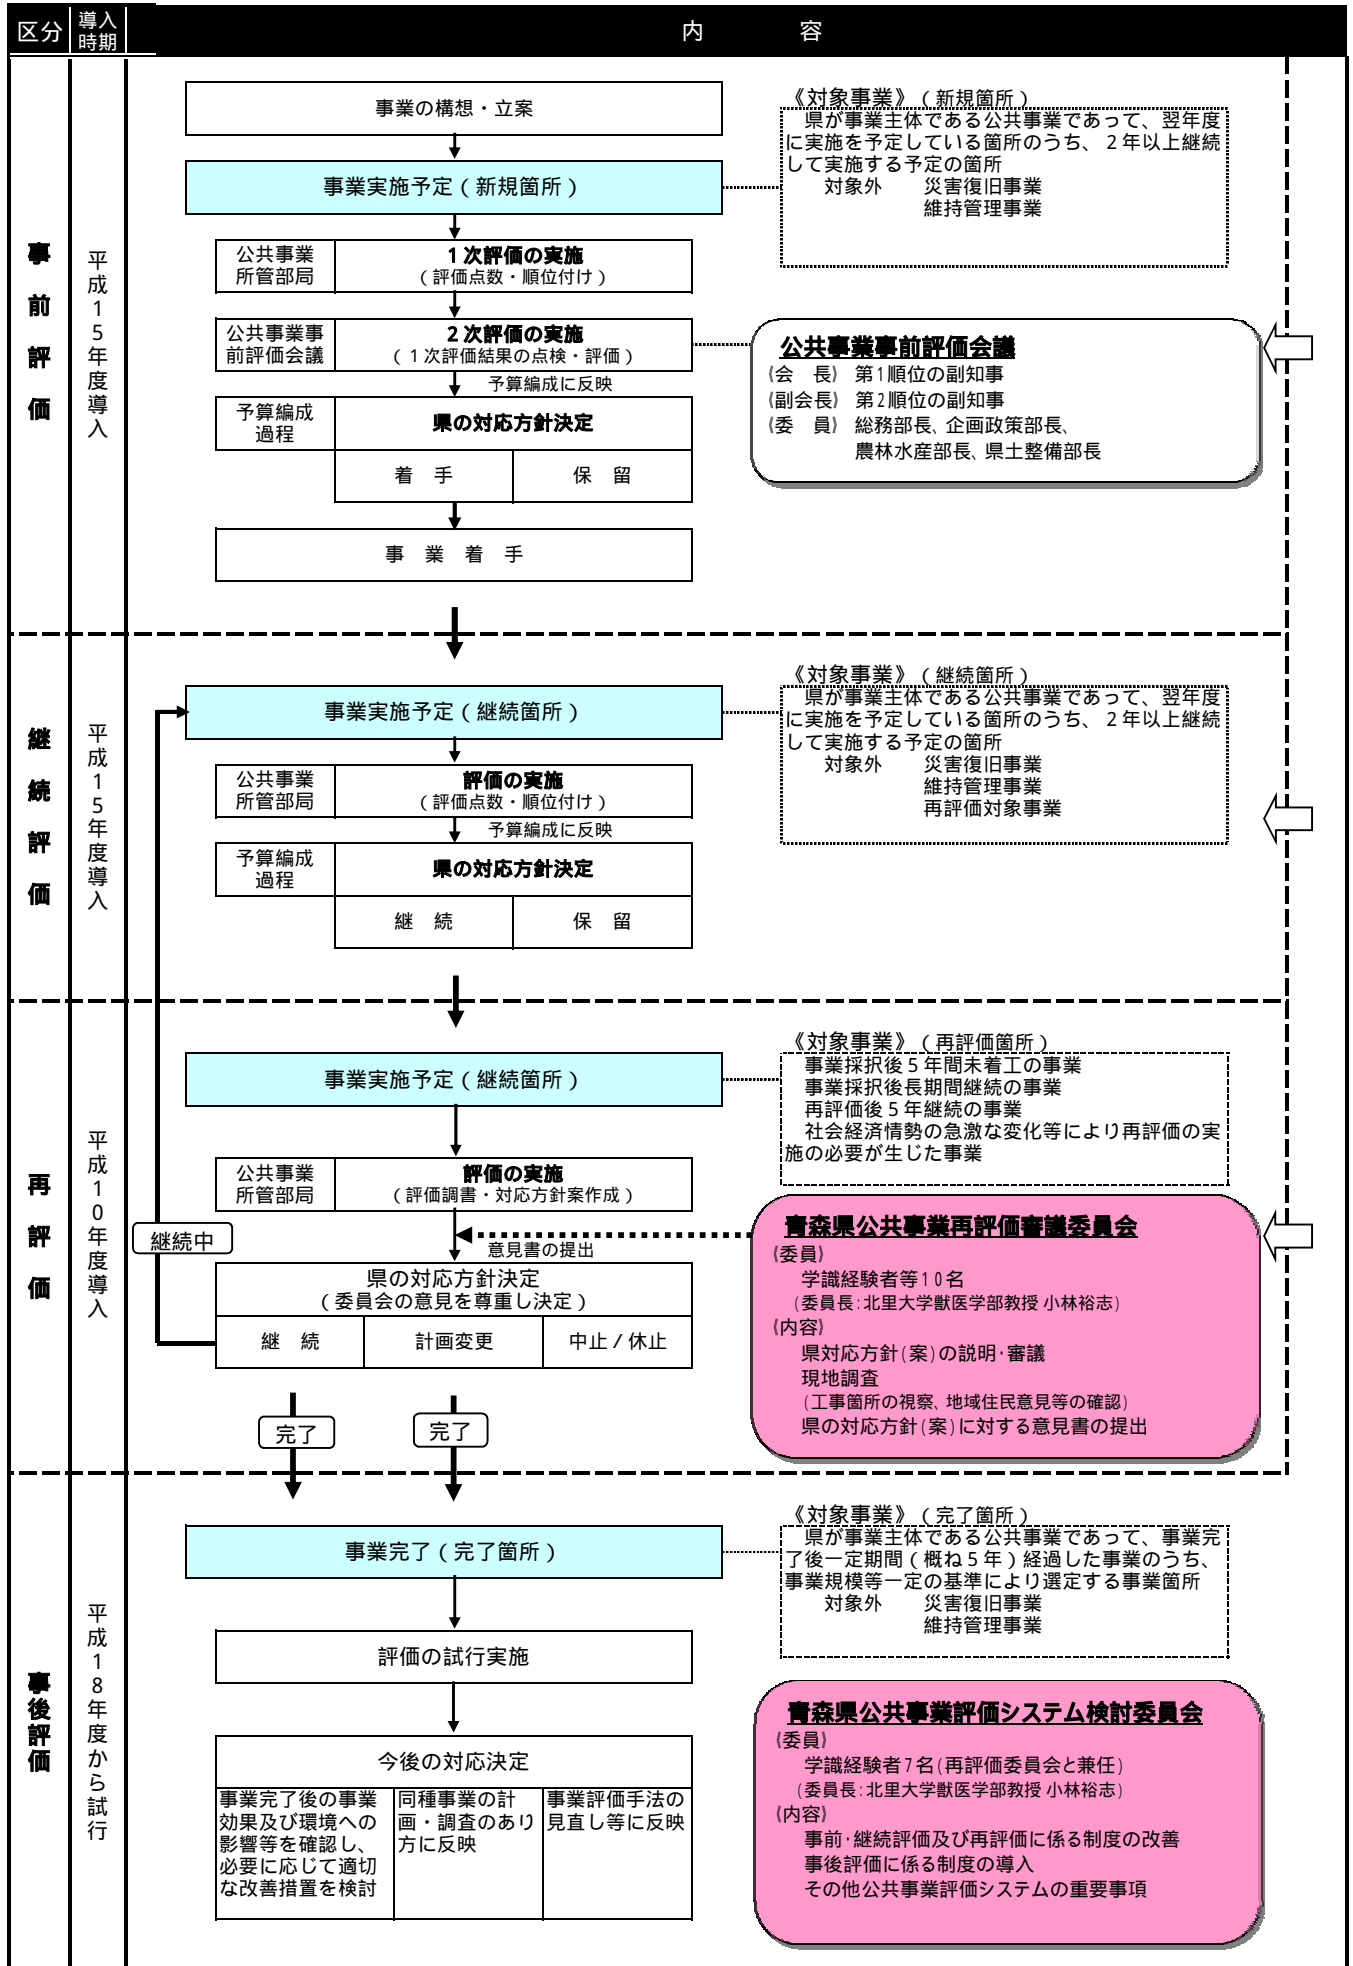 区分
導入
時期
内　容
事前評価
平成15年度導入
事業の構想・立案
事業実施予定（新規箇所）
公共事業
所管部局
1次評価の実施
（評価点数・順位付け）
公共事業事
前評価会議
2次評価の実施
（1次評価結果の点検・評価）
予算編成に反映
予算編成
過程
県の対応方針決定
着　手
保　留
事　業　着　手
《対象事業》（新規箇所）
県が事業主体である公共事業であって、翌年度
に実施を予定している箇所のうち、2年以上継続
して実施する予定の箇所
対象外　災害復旧事業
維持管理事業
公共事業事前評価会議
(会　長)　第1順位の副知事
(副会長)　第2順位の副知事
(委　員)　総務部長、企画政策部長、
農林水産部長、県土整備部長
継続評価
平成15年度導入
事業実施予定（継続箇所）
公共事業
所管部局
評価の実施
（評価点数・順位付け）
予算編成に反映
予算編成
過程
県の対応方針決定
継　続
保　留
《対象事業》（継続箇所）
県が事業主体である公共事業であって、翌年度
に実施を予定している箇所のうち、2年以上継続
して実施する予定の箇所
対象外　災害復旧事業
維持管理事業
再評価対象事業
再評価
平成10年度導入
事業実施予定（継続箇所）
公共事業
所管部局
評価の実施
（評価調書・対応方針案作成）
意見書の提出
継続中
県の対応方針決定
（委員会の意見を尊重し決定）
継　続
計画変更
中止／休止
完了
完了
《対象事業》（再評価箇所）
事業採択後5年間未着工の事業
事業採択後長期間継続の事業
再評価後5年継続の事業
社会経済情勢の急激な変化等により再評価の実
施の必要が生じた事業
青森県公共事業再評価審議委員会
(委員)
学識経験者等10名
(委員長:北里大学獣医学部教授 小林裕志)
(内容)
県対応方針(案)の説明･審議
現地調査
(工事箇所の視察、地域住民意見等の確認)
県の対応方針(案)に対する意見書の提出
事後評価
平成18年度から試行
事業完了（完了箇所）
評価の試行実施
今後の対応決定
事業完了後の事業
効果及び環境への
影響等を確認し、
必要に応じて適切
な改善措置を検討
同種事業の計
画・調査のあり
方に反映
事業評価手法の
見直し等に反映
《対象事業》（完了箇所）
県が事業主体である公共事業であって、事業完
了後一定期間（概ね5年）経過した事業のうち、
事業規模等一定の基準により選定する事業箇所
対象外　災害復旧事業
維持管理事業
青森県公共事業評価システム検討委員会
(委員)
学識経験者7名(再評価委員会と兼任)
(委員長:北里大学獣医学部教授 小林裕志)
(内容)
事前･継続評価及び再評価に係る制度の改善
事後評価に係る制度の導入
その他公共事業評価システムの重要事項